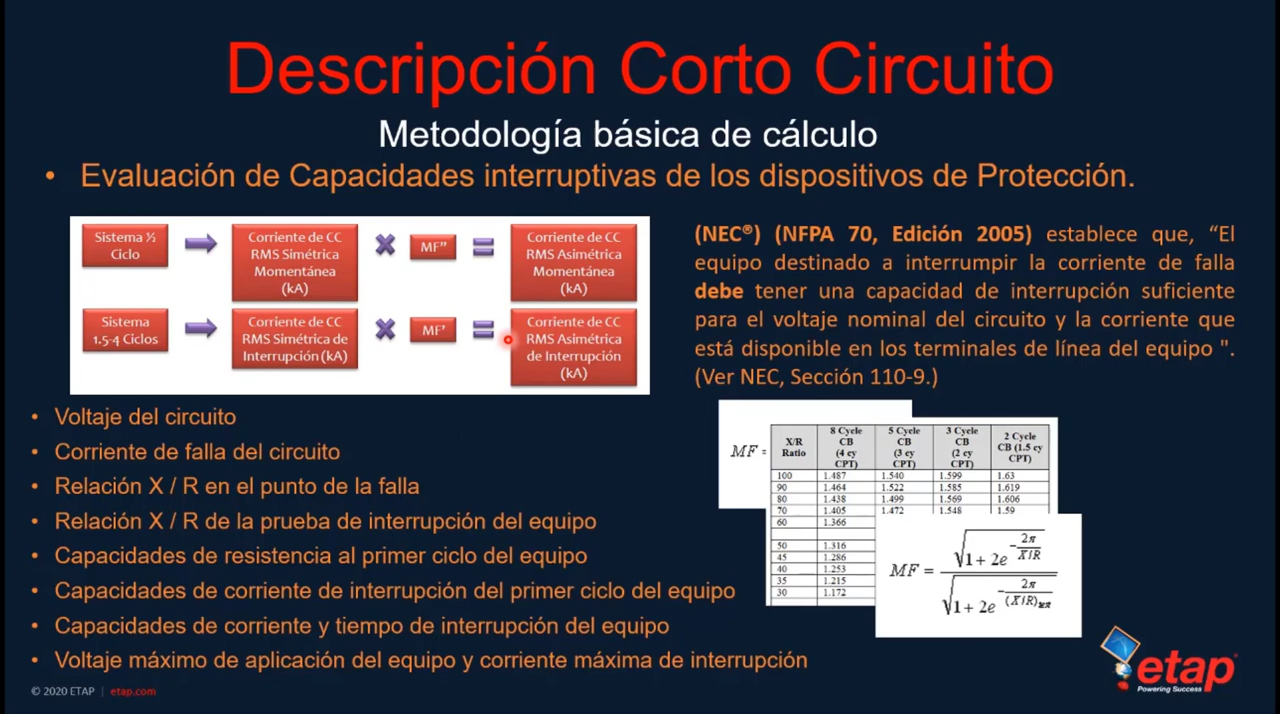 Descripción Corto Circuito
Metodología básica de cálculo
• Evaluación de Capacidades interruptivas de los dispositivos de Protección.
Sistema ½
Ciclo
Corriente de CC
RMS Simétrica
Momentánea
(kA)
MF"
Corriente de CC
RMS Asimétrica
Momentánea
(kA)
Sistema
1.5-4 Ciclos
Corriente de CC
RMS Simétrica de
Interrupción (kA)
MF'
Corriente de CC
RMS Asimétrica
de Interrupción
(kA)
(NEC®) (NFPA 70, Edición 2005) establece que, “El
equipo destinado a interrumpir la corriente de falla
debe tener una capacidad de interrupción suficiente
para el voltaje nominal del circuito y la corriente que
está disponible en los terminales de línea del equipo ".
(Ver NEC, Sección 110-9.)
• Voltaje del circuito
• Corriente de falla del circuito
• Relación X / R en el punto de la falla
• Relación X / R de la prueba de interrupción del equipo
• Capacidades de resistencia al primer ciclo del equipo
• Capacidades de corriente de interrupción del primer ciclo del equipo
• Capacidades de corriente y tiempo de interrupción del equipo
• Voltaje máximo de aplicación del equipo y corriente máxima de interrupción
MF =
X/R Ratio 8 Cycle CB (4 cy CPT) 5 Cycle CB (3 cy CPT) 3 Cycle CB (2 cy CPT) 2 Cycle CB (1.5 cy CPT)
100 1.487 1.540 1.599 1.63
90 1.464 1.522 1.585 1.619
80 1.438 1.499 1.569 1.606
70 1.405 1.472 1.548 1.59
60 1.366
50 1.316
45 1.286
40 1.253
35 1.215
30 1.172
MF = √1 + 2e^(-2π / X/R) / √1 + 2e^(-2π / (X/R))
© 2020 ETAP | etap.com
etap
Powering Success